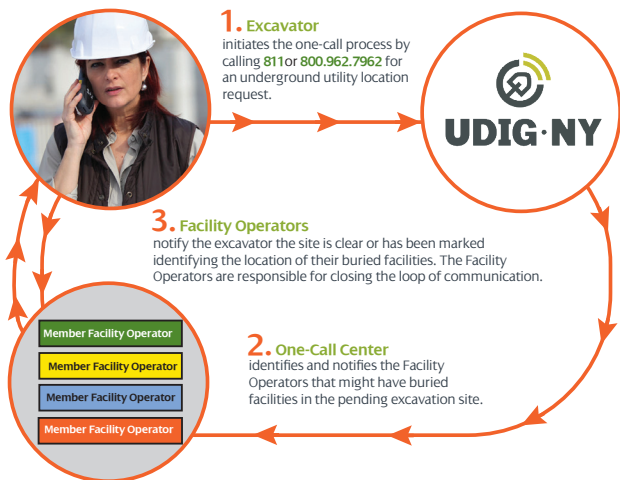 1. Excavator
initiates the one-call process by
calling 811or 800.962.7962 for
an underground utility location
request.
UDIG·NY
3. Facility Operators
notify the excavator the site is clear or has been marked
identifying the location of their buried facilities. The Facility
Operators are responsible for closing the loop of communication.
2. One-Call Center
identifies and notifies the Facility
Operators that might have buried
facilities in the pending excavation site.
Member Facility Operator
Member Facility Operator
Member Facility Operator
Member Facility Operator